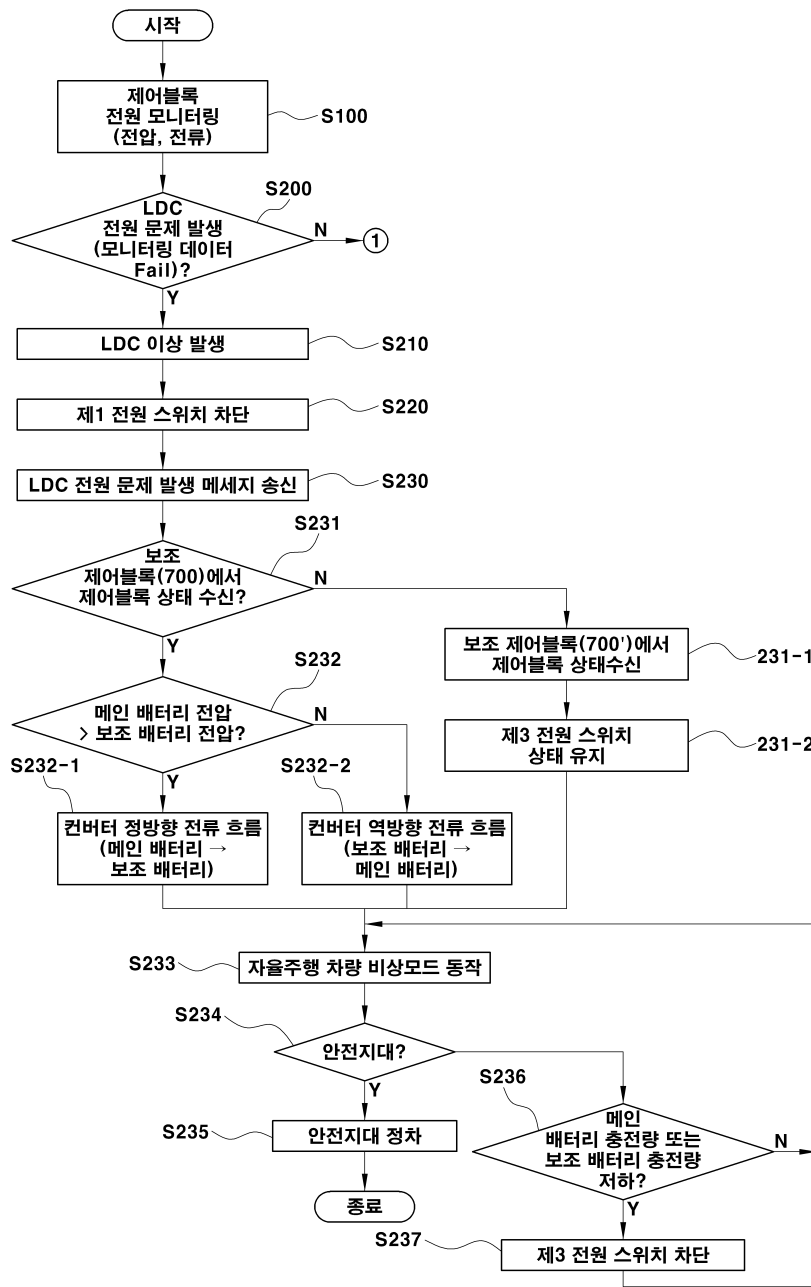 시작
제어블록
전원 모니터링
(전압, 전류)
S100
S200
LDC
전원 문제 발생
(모니터링 데이터
Fail)?
N
1
Y
LDC 이상 발생
S210
제1 전원 스위치 차단
S220
LDC 전원 문제 발생 메세지 송신
S230
S231
보조
제어블록(700)에서
제어블록 상태 수신?
N
Y
보조 제어블록(700')에서
제어블록 상태수신
231-1
S232
메인 배터리 전압
> 보조 배터리 전압?
N
Y
제3 전원 스위치
상태 유지
231-2
S232-1
S232-2
컨버터 정방향 전류 흐름
(메인 배터리 →
보조 배터리)
컨버터 역방향 전류 흐름
(보조 배터리 →
메인 배터리)
S233
자율주행 차량 비상모드 동작
S234
안전지대?
Y
S236
메인
배터리 충전량 또는
보조 배터리 충전량
저하?
N
Y
S235
안전지대 정차
종료
S237
제3 전원 스위치 차단